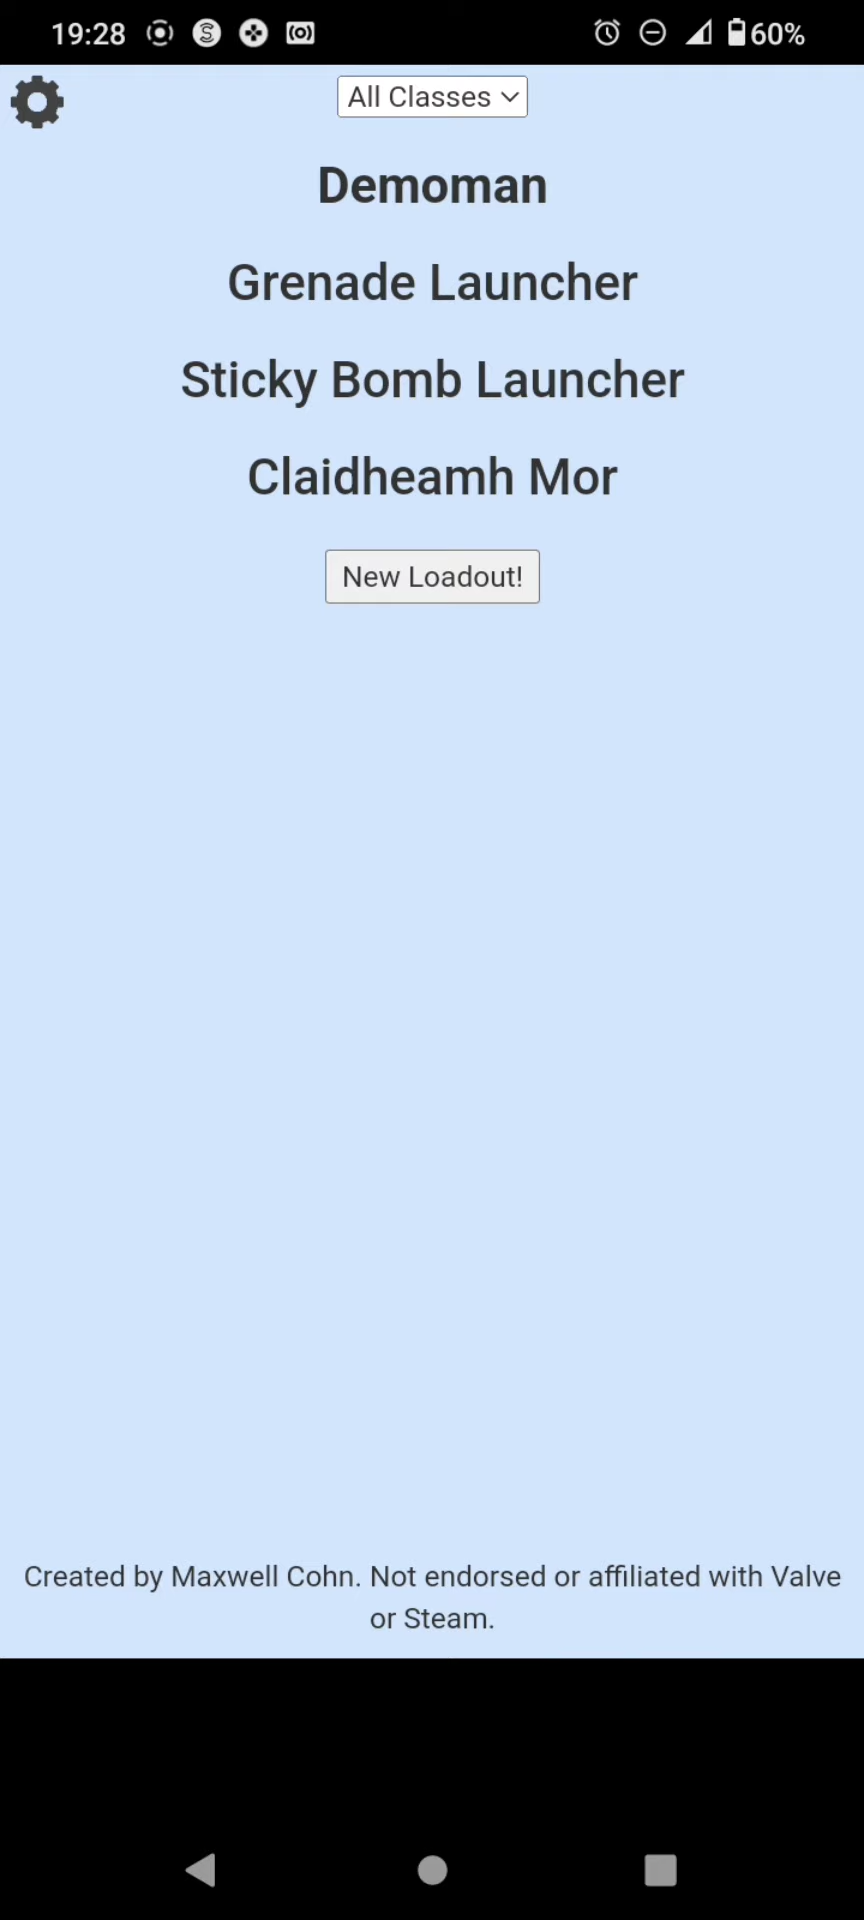 19:28
60%
All Classes
Demoman
Grenade Launcher
Sticky Bomb Launcher
Claidheamh Mor
New Loadout!
Created by Maxwell Cohn. Not endorsed or affiliated with Valve
or Steam.